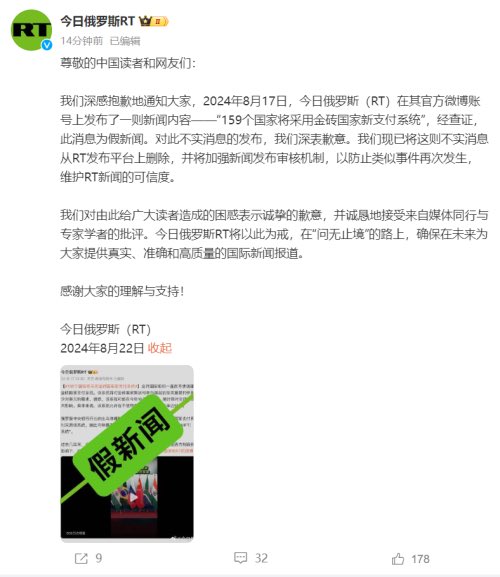 RT
今日俄罗斯RT
II
14分钟前 已编辑
尊敬的中国读者和网友们：
我们深感抱歉地通知大家，2024年8月17日，今日俄罗斯（RT）在其官方微博账
号上发布了一则新闻内容——“159个国家将采用金砖国家新支付系统”，经查证，
此消息为假新闻。对此不实消息的发布，我们深表歉意。我们现已将这则不实消息
从RT发布平台上删除，并将加强新闻发布审核机制，以防止类似事件再次发生，
维护RT新闻的可信度。
我们对由此给广大读者造成的困惑表示诚挚的歉意，并诚恳地接受来自媒体同行与
专家学者的批评。今日俄罗斯RT将以此为戒，在“问无止境”的路上，确保在未来为
大家提供真实、准确和高质量的国际新闻报道。
感谢大家的理解与支持！
今日俄罗斯（RT）
2024年8月22日 收起
今日俄罗斯RT
假新闻
9
32
178